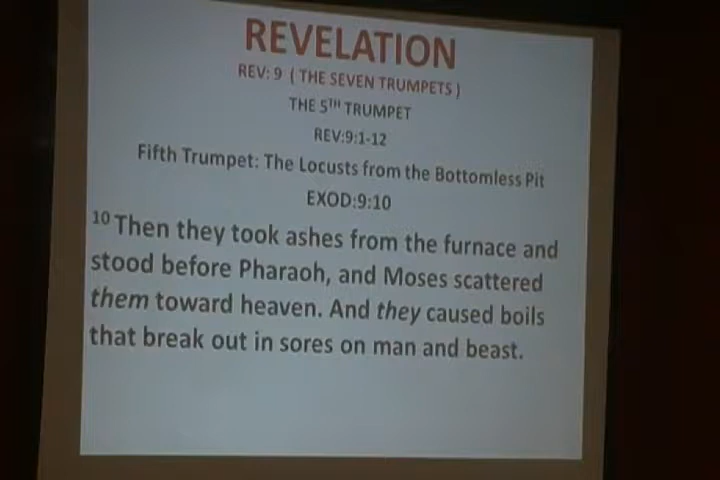 REVELATION
REV: 9 ( THE SEVEN TRUMPETS )
THE 5TH TRUMPET
REV:9:1-12
Fifth Trumpet: The Locusts from the Bottomless Pit
EXOD:9:10
10 Then they took ashes from the furnace and
stood before Pharaoh, and Moses scattered
them toward heaven. And they caused boils
that break out in sores on man and beast.